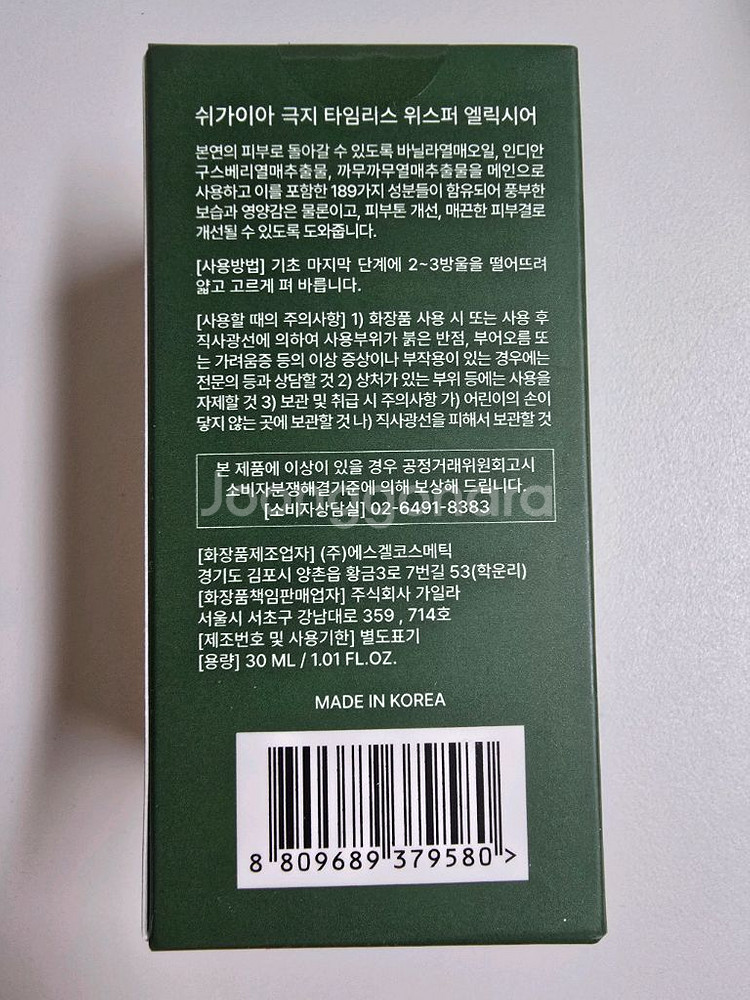 쉬가이아 극지 타임리스 위스퍼 엘릭시어
본연의 피부로 돌아갈 수 있도록 바닐라열매오일, 인디안
구스베리열매추출물, 까무까무열매추출물을 메인으로
사용하고 이를 포함한 189가지 성분들이 함유되어 풍부한
보습과 영양감은 물론이고, 피부톤 개선, 매끈한 피부결로
개선될 수 있도록 도와줍니다.
[사용방법] 기초 마지막 단계에 2~3방울을 떨어뜨려
얇고 고르게 펴 바릅니다.
[사용할 때의 주의사항] 1) 화장품 사용 시 또는 사용 후
직사광선에 의하여 사용부위가 붉은 반점, 부어오름 또
는 가려움증 등의 이상 증상이나 부작용이 있는 경우에는
전문의 등과 상담할 것 2) 상처가 있는 부위 등에는 사용을
자제할 것 3) 보관 및 취급 시 주의사항 가) 어린이의 손이
닿지 않는 곳에 보관할 것 나) 직사광선을 피해서 보관할 것
본 제품에 이상이 있을 경우 공정거래위원회고시
소비자분쟁해결기준에 의해 보상해 드립니다.
Joonggonara
[소비자상담실] 02-6491-8383
[화장품제조업자] (주)에스겔코스메틱
경기도 김포시 양촌읍 황금3로 7번길 53(학운리)
[화장품책임판매업자] 주식회사 가일라
서울시 서초구 강남대로 359 , 714호
[제조번호 및 사용기한] 별도표기
[용량] 30 ML / 1.01 FL.OZ.
MADE IN KOREA
8 809689 379580 >